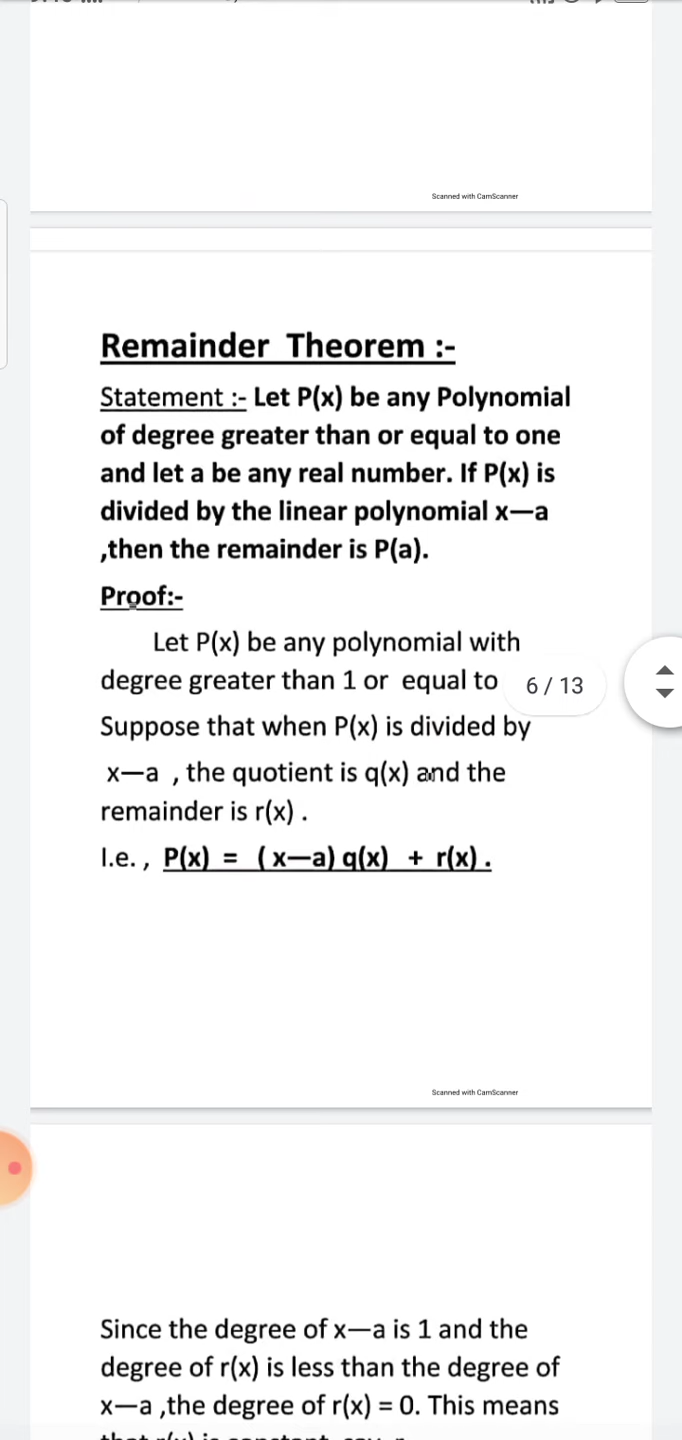 Scanned with CamScanner
Remainder Theorem :-
Statement :- Let P(x) be any Polynomial
of degree greater than or equal to one
and let a be any real number. If P(x) is
divided by the linear polynomial x—a
,then the remainder is P(a).
Proof:-
Let P(x) be any polynomial with
degree greater than 1 or equal to
6 / 13
Suppose that when P(x) is divided by
x—a , the quotient is q(x) and the
remainder is r(x) .
I.e. , P(x) = ( x—a) q(x) + r(x) .
Scanned with CamScanner
Since the degree of x—a is 1 and the
degree of r(x) is less than the degree of
x—a ,the degree of r(x) = 0. This means